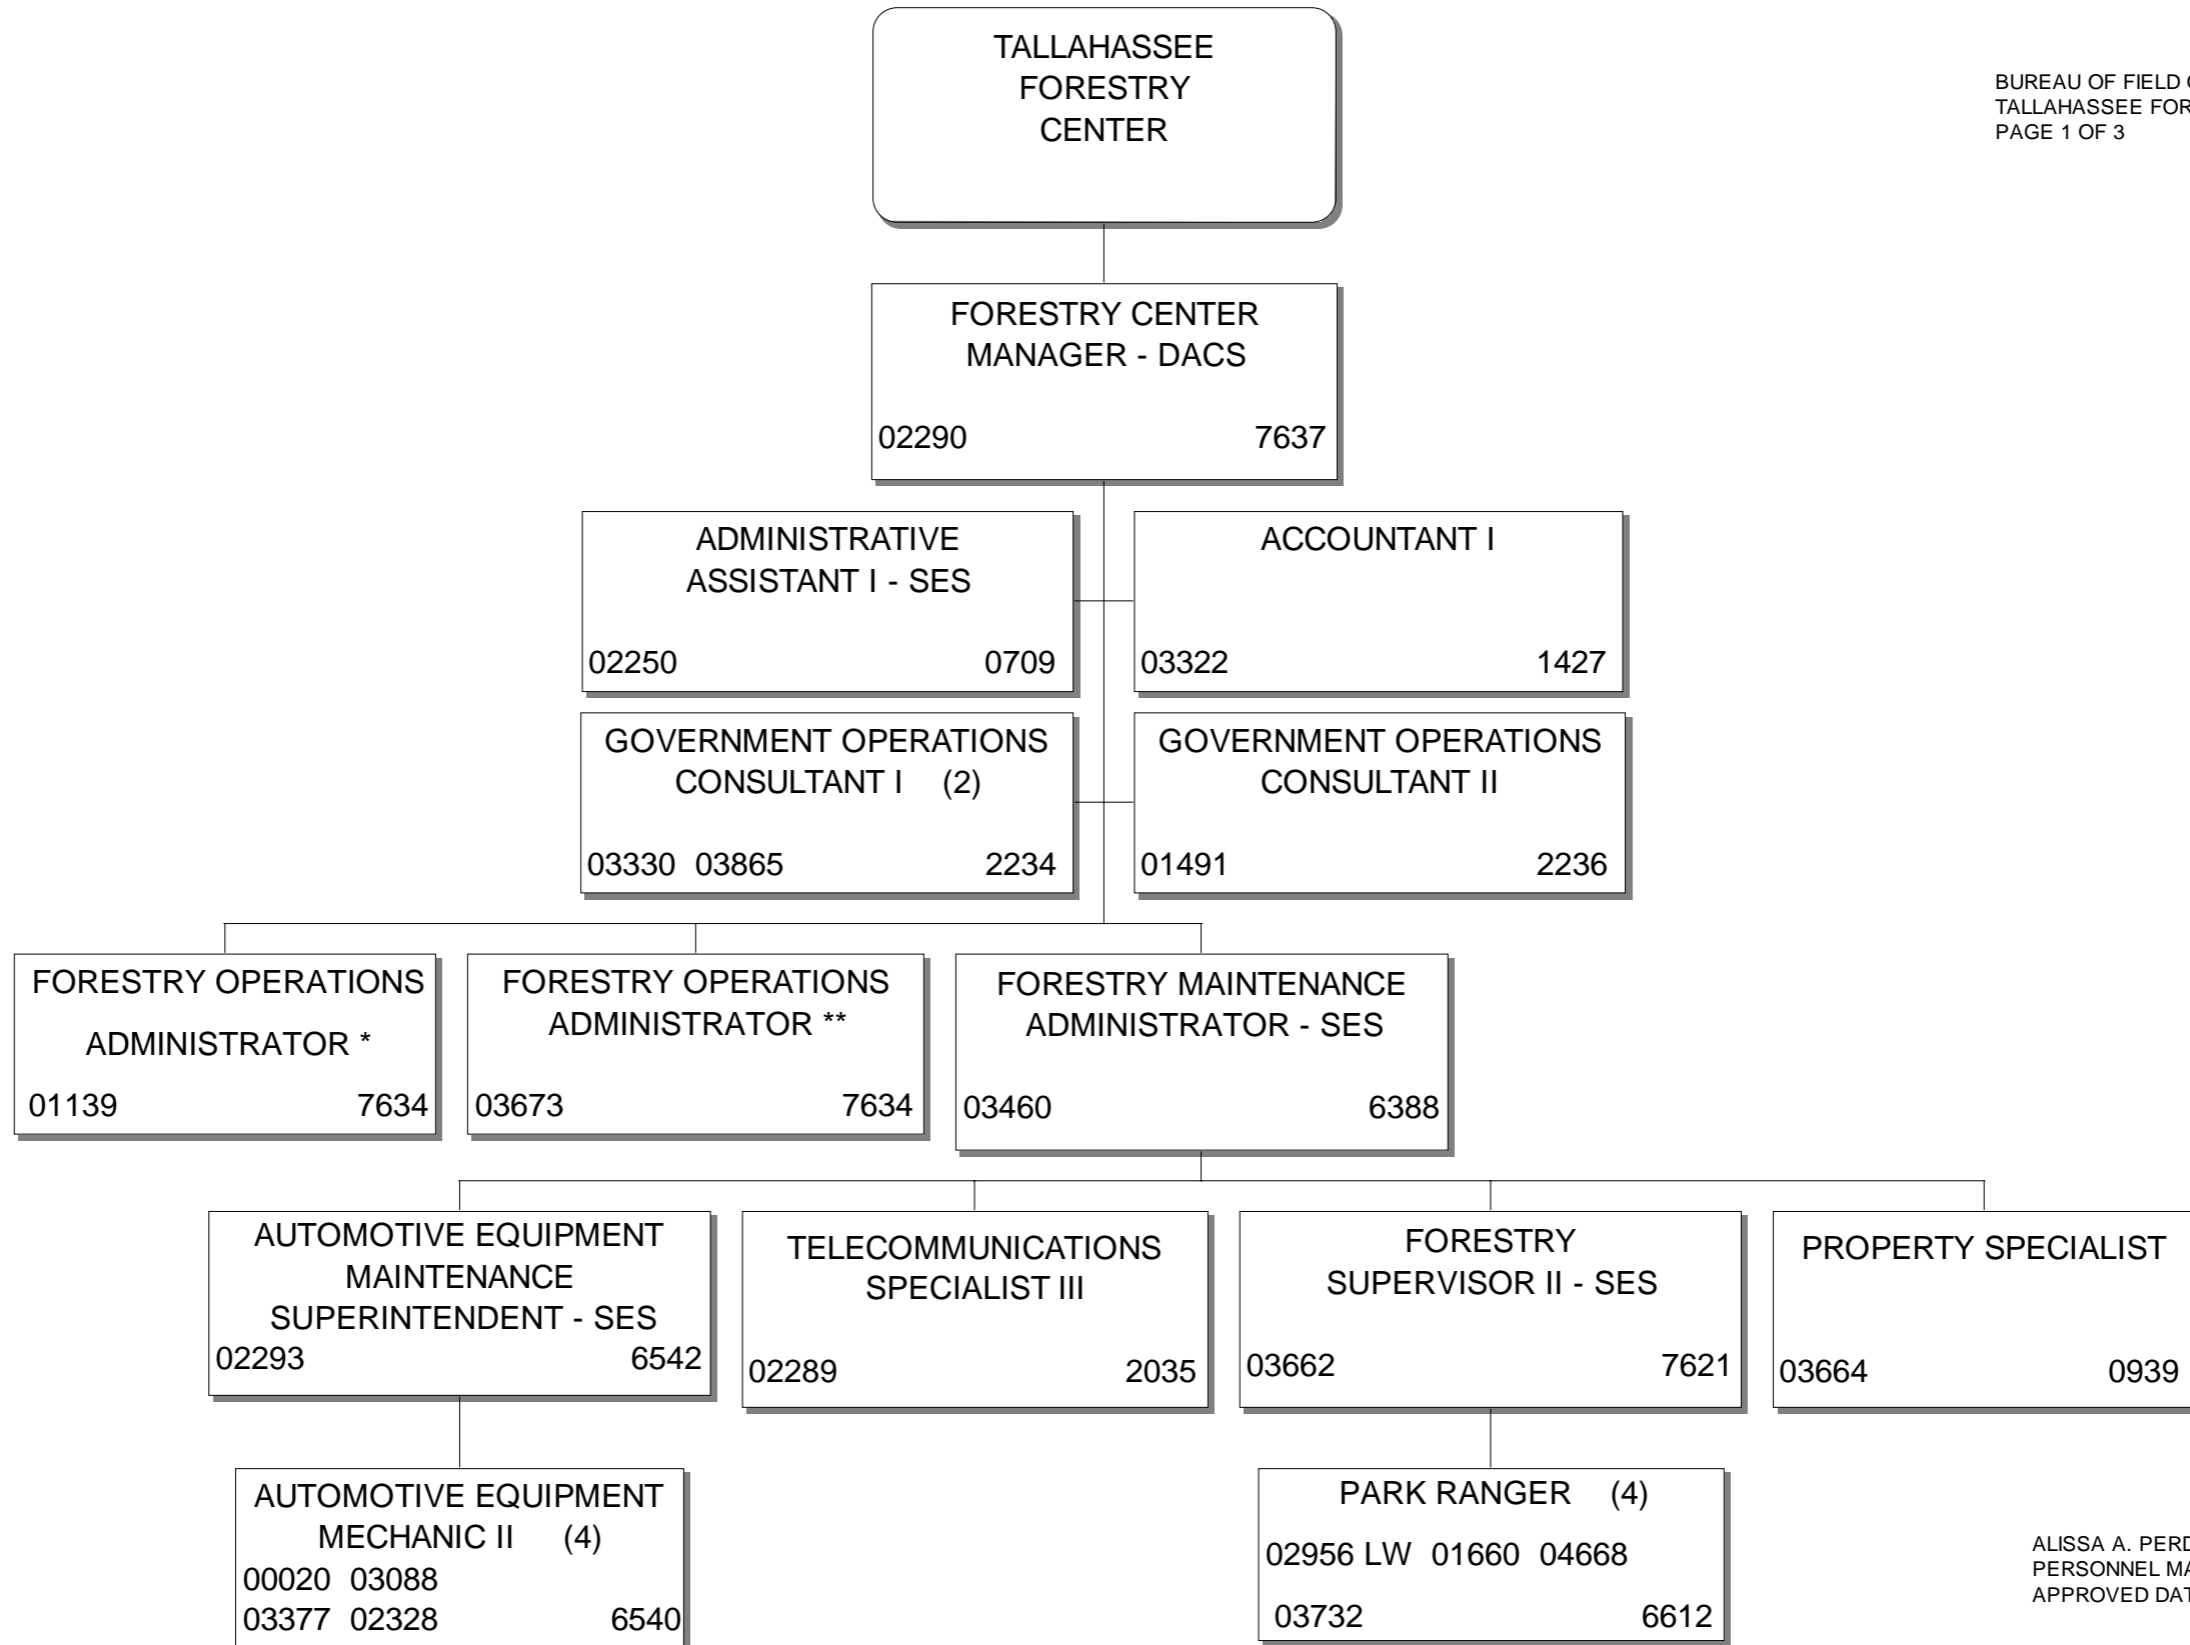 TALLAHASSEE
FORESTRY
CENTER
BUREAU OF FIELD
TALLAHASSEE
PAGE 1 OF 3
FORESTRY CENTER
MANAGER - DACS
02290 7637
ADMINISTRATIVE
ASSISTANT I - SES
02250 0709
ACCOUNTANT I
03322 1427
GOVERNMENT OPERATIONS
CONSULTANT I (2)
03330 03865 2234
GOVERNMENT OPERATIONS
CONSULTANT II
01491 2236
FORESTRY OPERATIONS
ADMINISTRATOR *
01139 7634
FORESTRY OPERATIONS
ADMINISTRATOR **
03673 7634
FORESTRY MAINTENANCE
ADMINISTRATOR - SES
03460 6388
AUTOMOTIVE EQUIPMENT
MAINTENANCE
SUPERINTENDENT - SES
02293 6542
TELECOMMUNICATIONS
SPECIALIST III
02289 2035
FORESTRY
SUPERVISOR II - SES
03662 7621
PROPERTY SPECIALIST
03664 0939
AUTOMOTIVE EQUIPMENT
MECHANIC II (4)
00020 03088
03377 02328 6540
PARK RANGER (4)
02956 LW 01660 04668
03732 6612
ALISSA A.
PERSONNEL
APPROVED